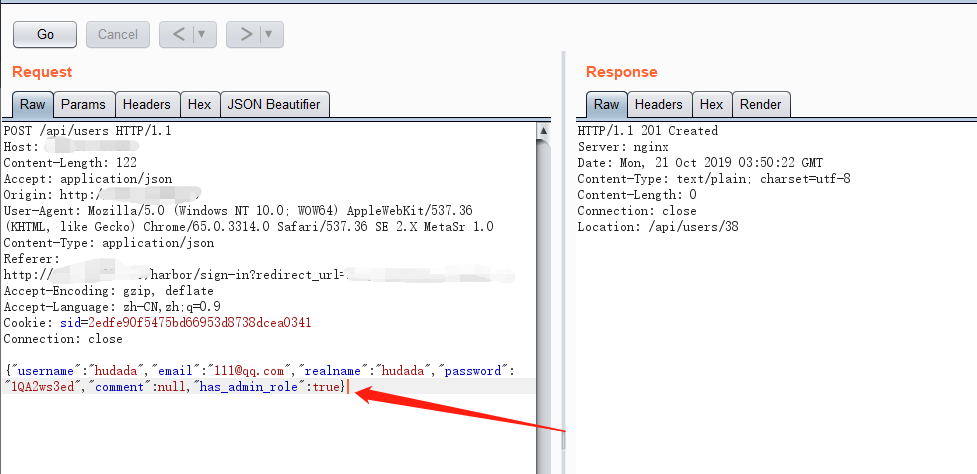 Go
Cancel
<
>
Request
Raw
Params
Headers
Hex
JSON Beautifier
POST /api/users HTTP/1.1
Host:
Content-Length: 122
Accept: application/json
Origin: http:/
User-Agent: Mozilla/5.0 (Windows NT 10.0; WOW64) AppleWebKit/537.36
(KHTML, like Gecko) Chrome/65.0.3314.0 Safari/537.36 SE 2.X MetaSr 1.0
Content-Type: application/json
Referer:
http://
/harbor/sign-in?redirect_url=
Accept-Encoding: gzip, deflate
Accept-Language: zh-CN,zh;q=0.9
Cookie: sid=2edfe90f5475bd66953d8738dcea0341
Connection: close
{"username":"hudada","email":"111@qq.com","realname":"hudada","password":
"1QA2ws3ed","comment":null,"has_admin_role":true}
Response
Raw
Headers
Hex
Render
HTTP/1.1 201 Created
Server: nginx
Date: Mon, 21 Oct 2019 03:50:22 GMT
Content-Type: text/plain; charset=utf-8
Content-Length: 0
Connection: close
Location: /api/users/38